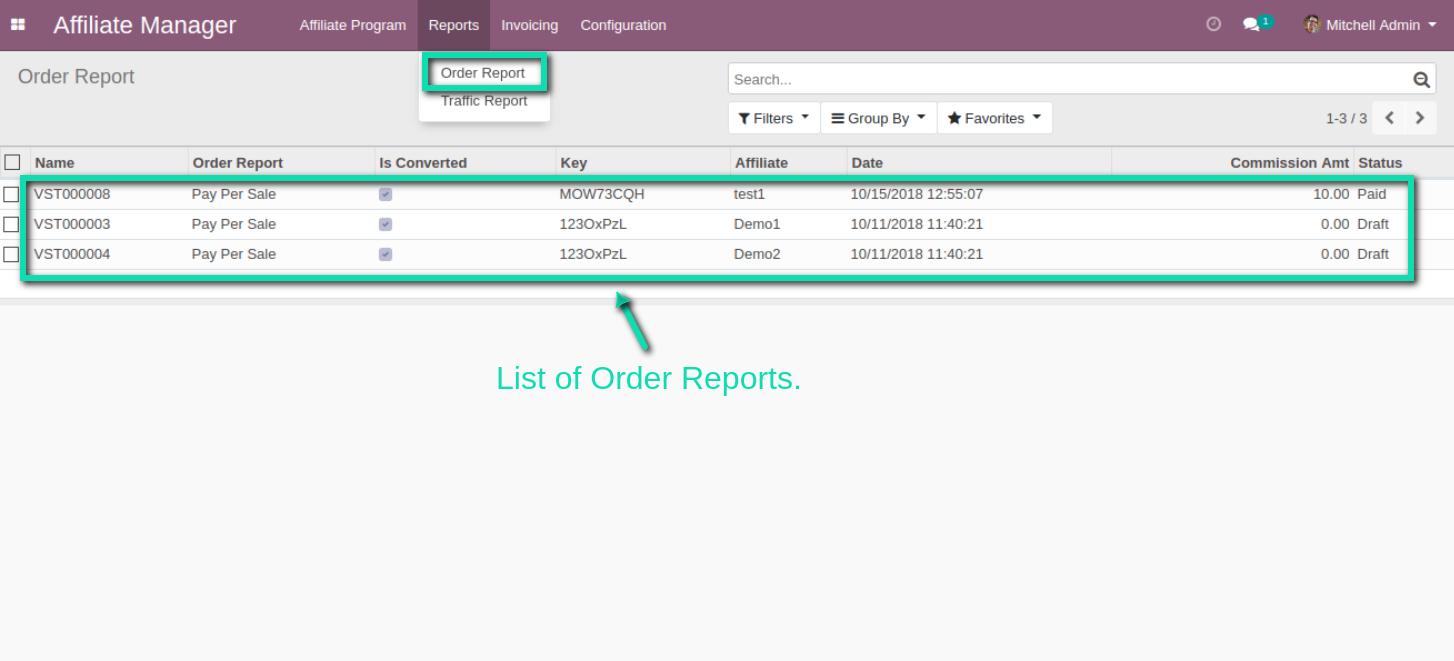 Affiliate Manager Affiliate Program Reports Invoicing Configuration 1 Mitchell Admin
Order Report
Order Report
Traffic Report
Search...
Filters Group By Favorites 1-3 / 3
Name Order Report Is Converted Key Affiliate Date Commission Amt Status
VST000008 Pay Per Sale MOW73CQH test1 10/15/2018 12:55:07 10.00 Paid
VST000003 Pay Per Sale 123OxPzL Demo1 10/11/2018 11:40:21 0.00 Draft
VST000004 Pay Per Sale 123OxPzL Demo2 10/11/2018 11:40:21 0.00 Draft
List of Order Reports.